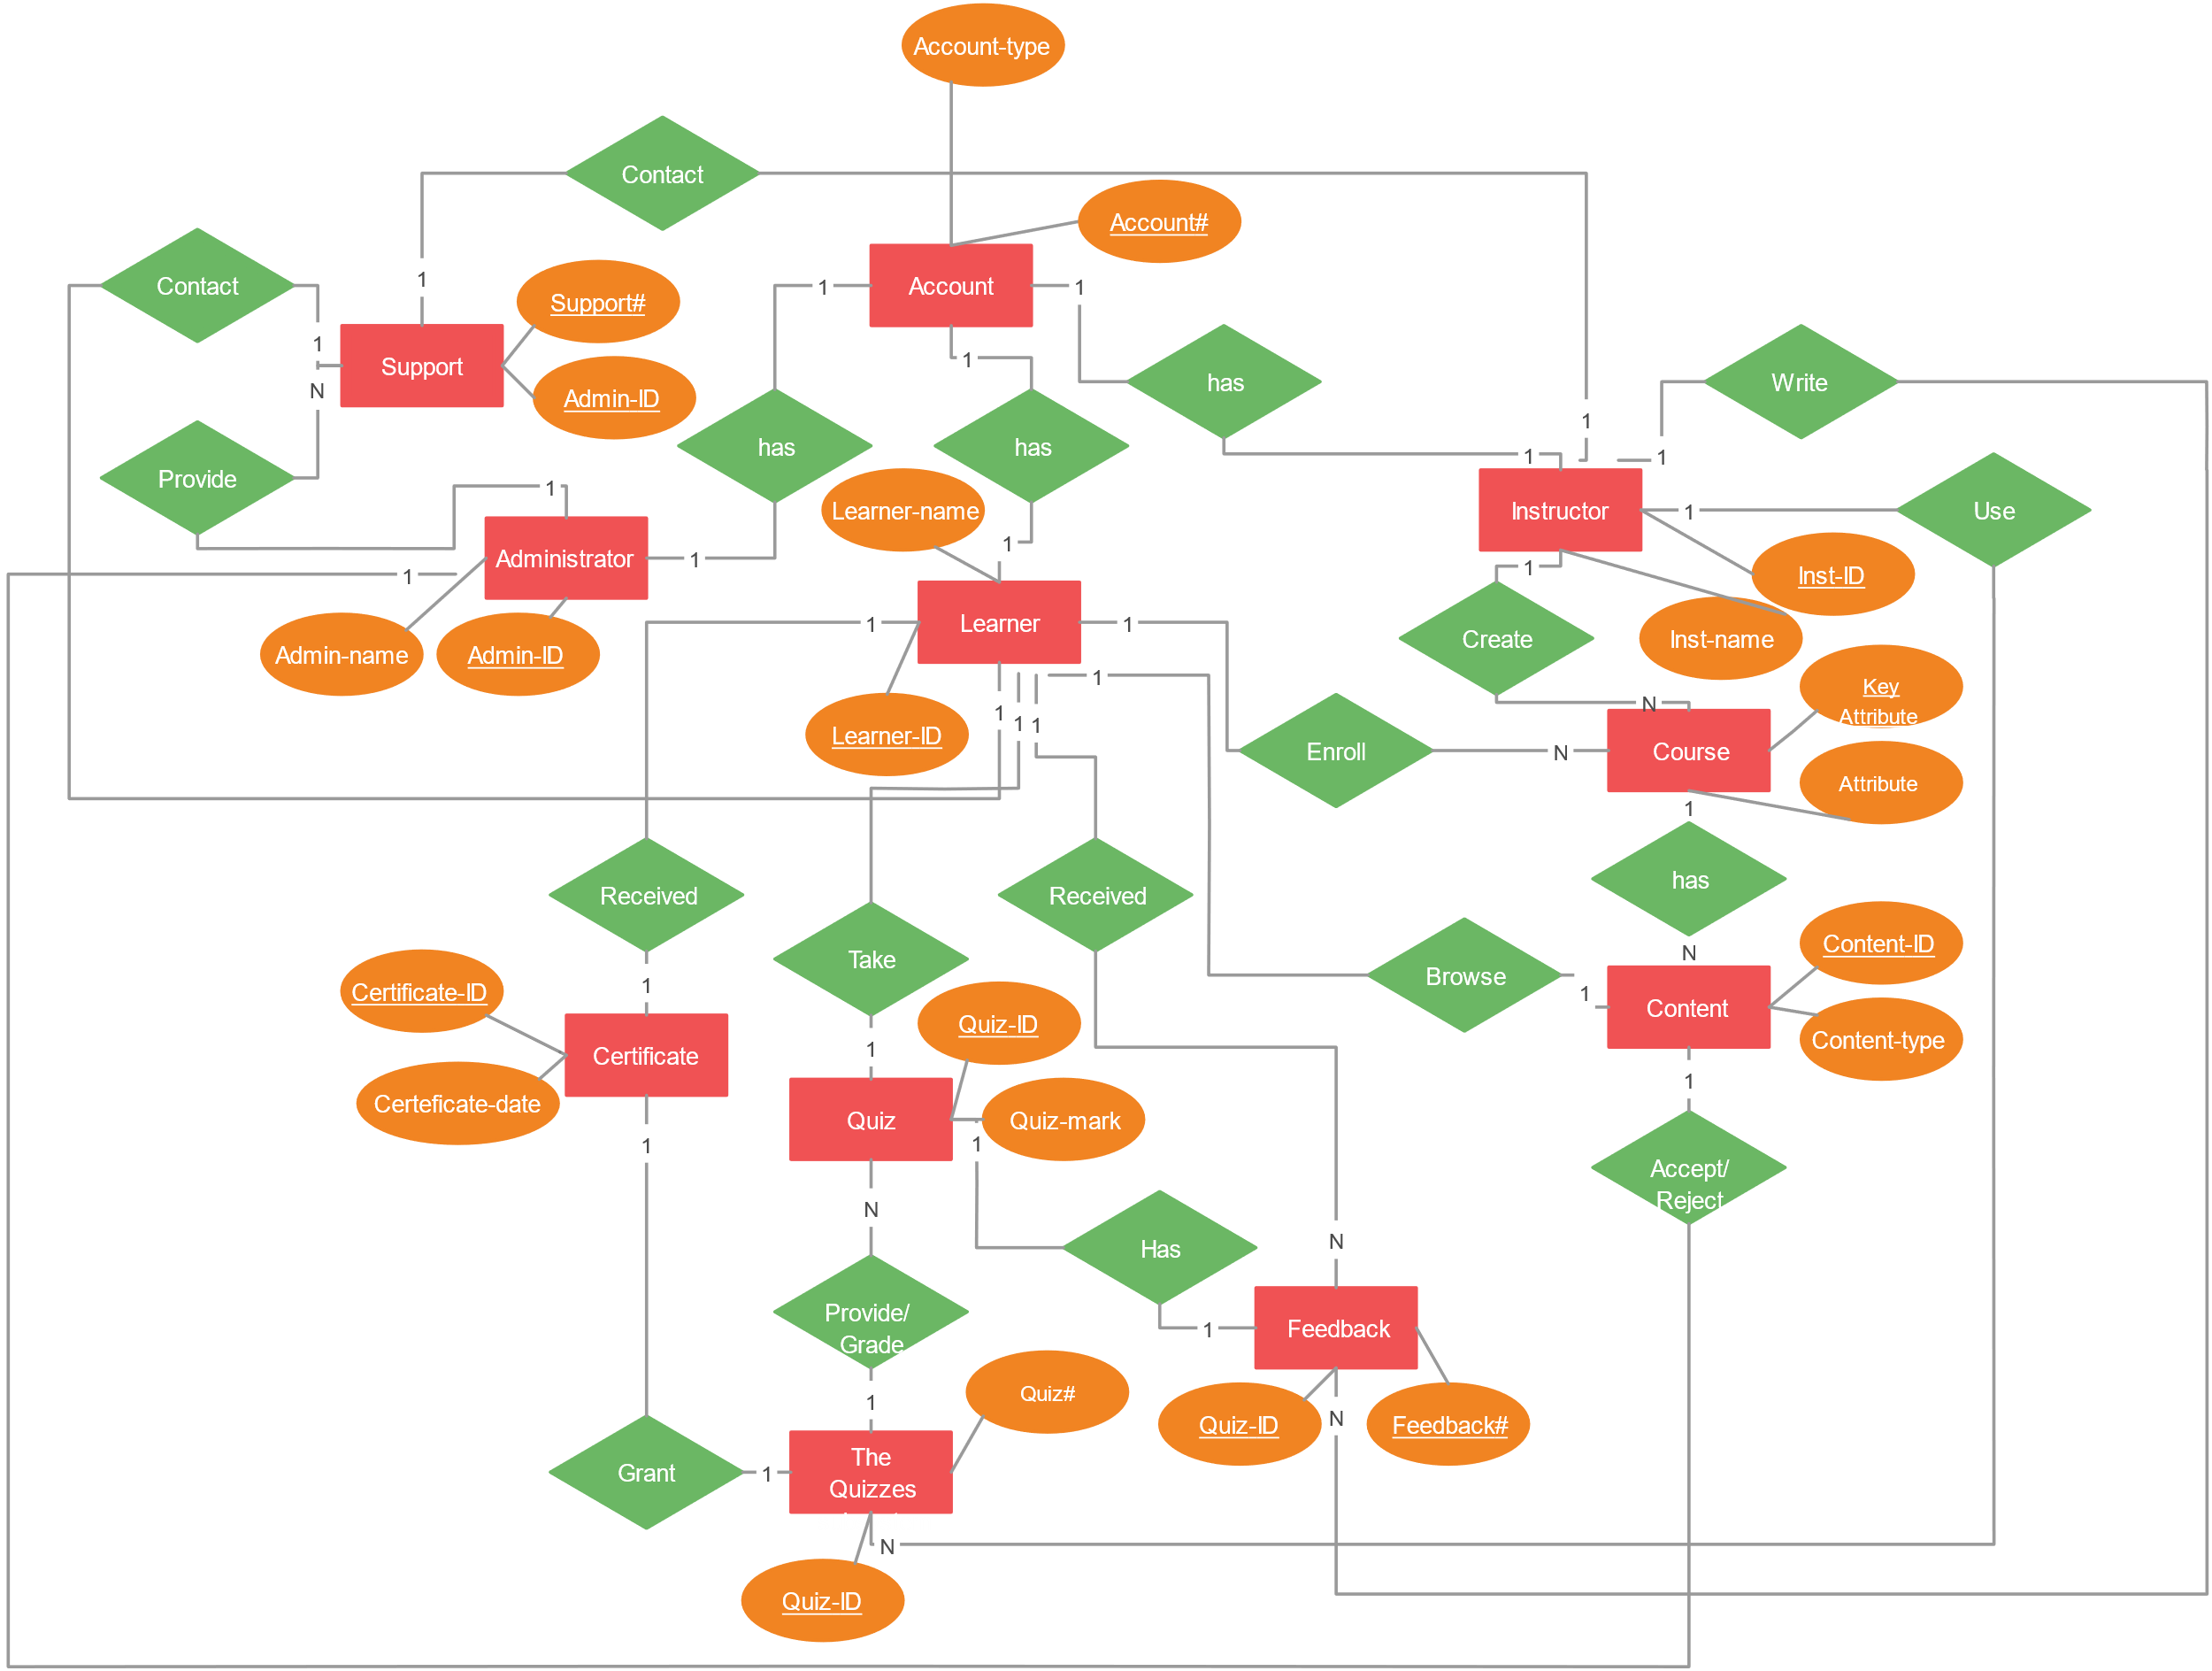 Account-type
Contact
Account#
Contact
1
Support#
Account
1
1
1
Support
Admin-ID
N
1
has
Write
has
has
1
1
1
Provide
1
Learner-name
Instructor
1
Use
1
Administrator
1
1
1
1
Inst-ID
Learner
1
1
Create
Inst-name
Admin-name
Admin-ID
1
Key
Attribute
N
1
1
1
Learner-ID
Enroll
N
Course
Attribute
1
Received
Received
has
Take
N
Content-ID
Browse
1
1
Certificate-ID
Quiz-ID
Content
Content-type
1
Certificate
1
Certeficate-date
Quiz
Quiz-mark
1
1
Accept/
Reject
N
N
Has
Provide/
Grade
1
Feedback
Quiz#
1
N
Quiz-ID
Feedback#
The
Quizzes
Grant
1
N
Quiz-ID